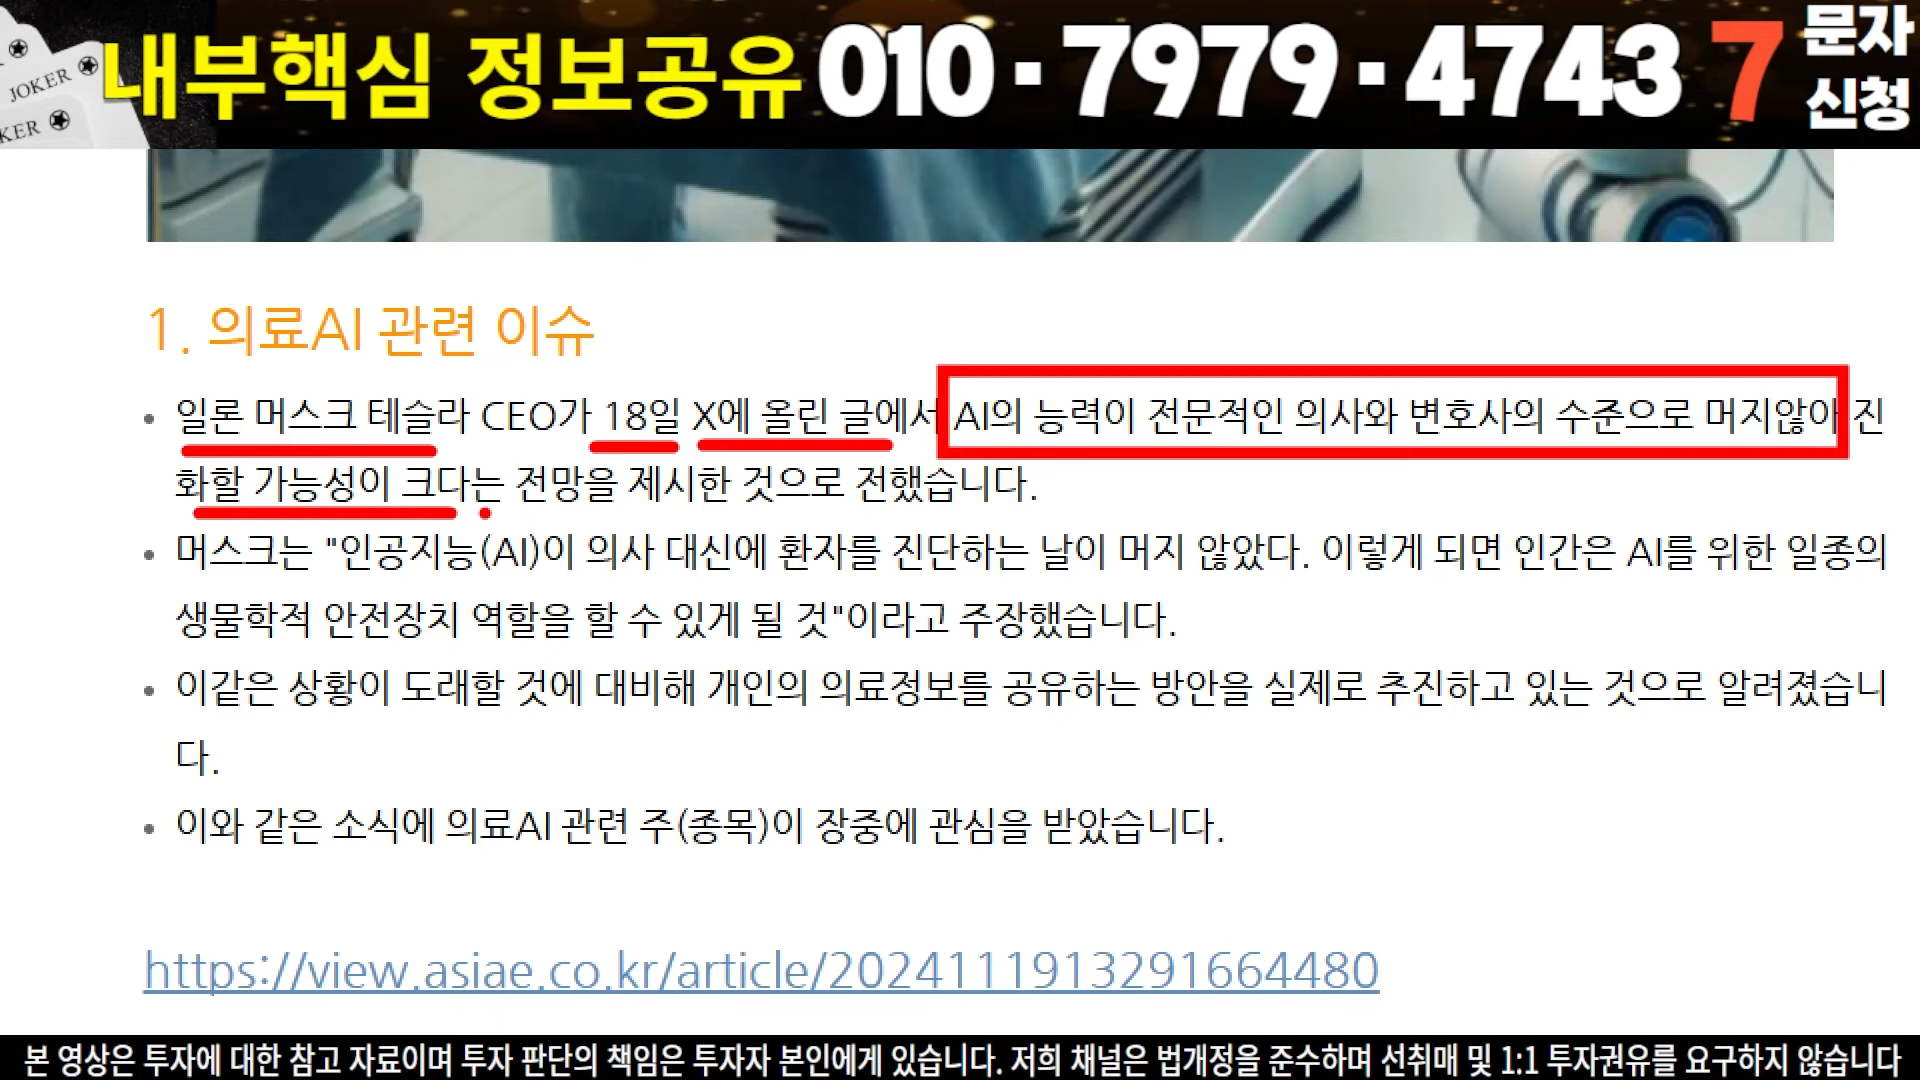 JOKER
KER
내부핵심 정보공유 010-7979-4743 7 문자
신청
1. 의료AI 관련 이슈
• 일론 머스크 테슬라 CEO가 18일 X에 올린 글에서 AI의 능력이 전문적인 의사와 변호사의 수준으로 머지않아 진
화할 가능성이 크다는 전망을 제시한 것으로 전했습니다.
• 머스크는 "인공지능(AI)이 의사 대신에 환자를 진단하는 날이 머지 않았다. 이렇게 되면 인간은 AI를 위한 일종의
생물학적 안전장치 역할을 할 수 있게 될 것"이라고 주장했습니다.
• 이같은 상황이 도래할 것에 대비해 개인의 의료정보를 공유하는 방안을 실제로 추진하고 있는 것으로 알려졌습니
다.
• 이와 같은 소식에 의료AI 관련 주(종목)이 장중에 관심을 받았습니다.
https://view.asiae.co.kr/article/2024111913291664480
본 영상은 투자에 대한 참고 자료이며 투자 판단의 책임은 투자자 본인에게 있습니다. 저희 채널은 법개정을 준수하며 선취매 및 1:1 투자권유를 요구하지 않습니다